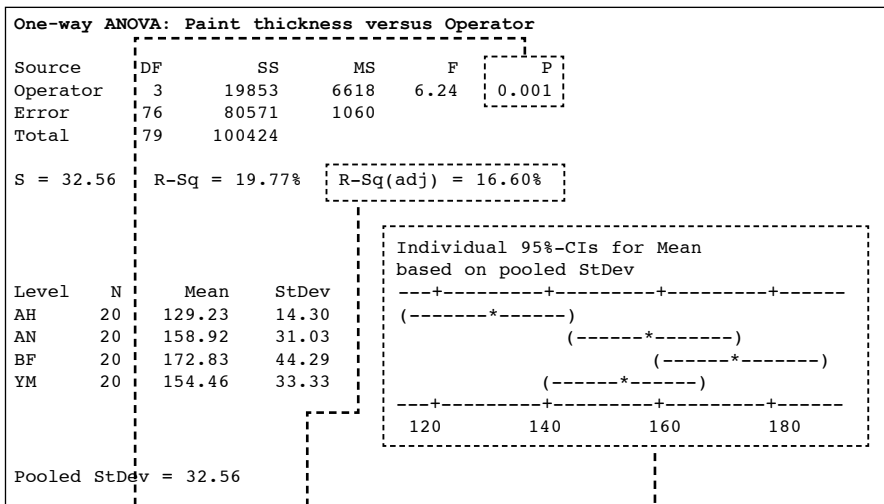 One-way ANOVA: Paint thickness versus Operator
Source DF SS MS F P
Operator 3 19853 6618 6.24 0.001
Error 76 80571 1060
Total 79 100424
S = 32.56 R-Sq = 19.77% R-Sq(adj) = 16.60%
Individual 95%-CIs for Mean
based on pooled StDev
Level N Mean StDev ---+---------+---------+---------+------
AH 20 129.23 14.30 (-------*------)
AN 20 158.92 31.03 (------*-------)
BF 20 172.83 44.29 (------*-------)
YM 20 154.46 33.33 (------*------)
---+---------+---------+---------+------
120 140 160 180
Pooled StDev = 32.56